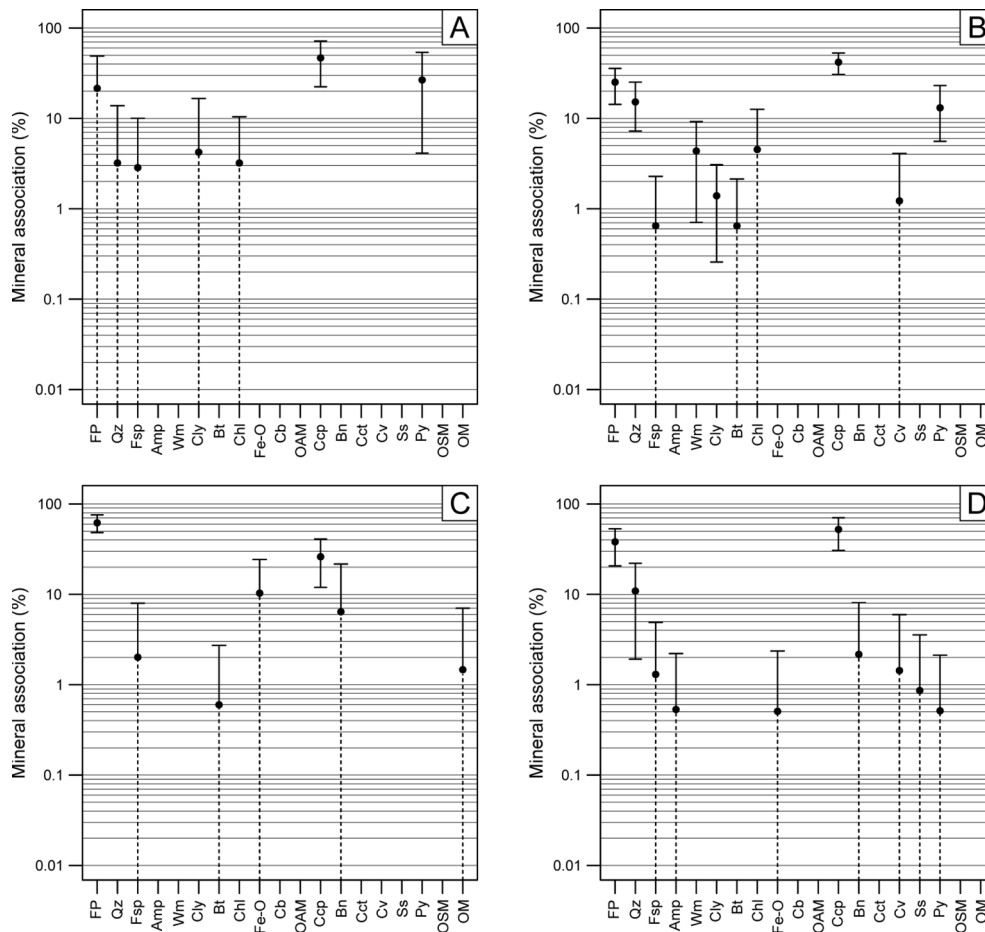 A
Mineral association (%)
100
10
1
0.1
0.01
FP Qz Fsp Amp Wm Cly Bt Chl Fe-O Cb OAM Ccp Bn Cct Cv Ss Py OSM OM
B
Mineral association (%)
100
10
1
0.1
0.01
FP Qz Fsp Amp Wm Cly Bt Chl Fe-O Cb OAM Ccp Bn Cct Cv Ss Py OSM OM
C
Mineral association (%)
100
10
1
0.1
0.01
FP Qz Fsp Amp Wm Cly Bt Chl Fe-O Cb OAM Ccp Bn Cct Cv Ss Py OSM OM
D
Mineral association (%)
100
10
1
0.1
0.01
FP Qz Fsp Amp Wm Cly Bt Chl Fe-O Cb OAM Ccp Bn Cct Cv Ss Py OSM OM